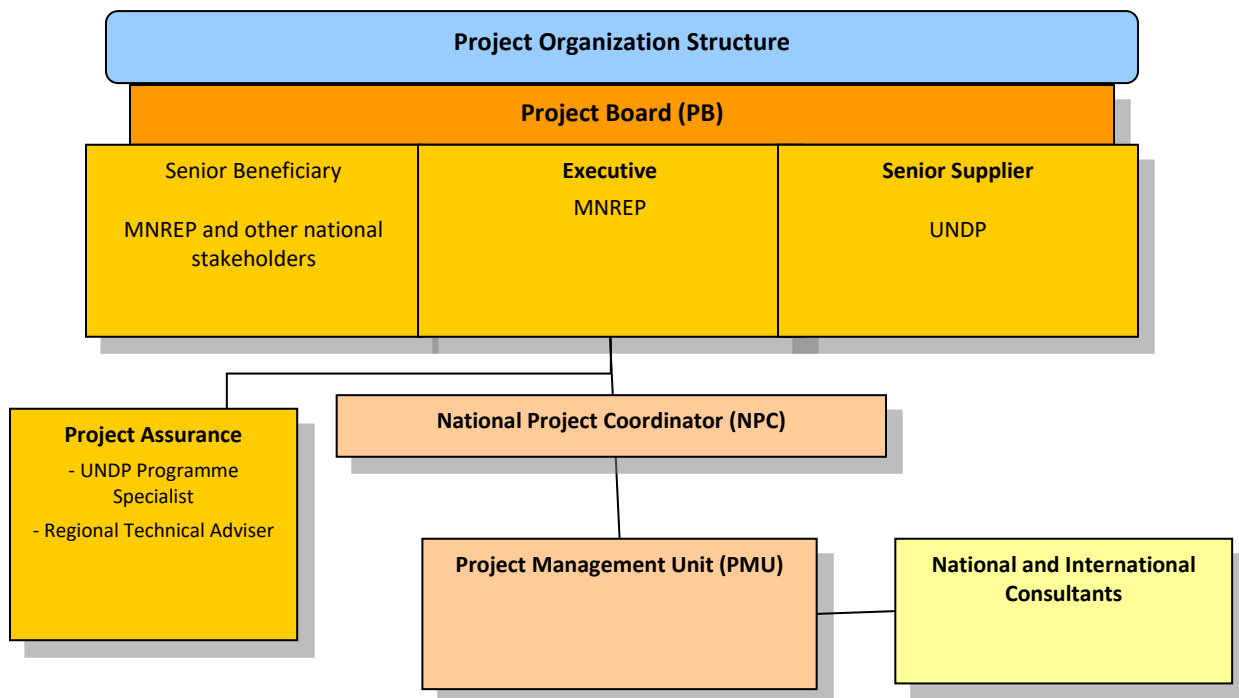 Project Organization Structure
Project Board (PB)
Senior Beneficiary
MNREP and other national
stakeholders
Executive
MNREP
Senior Supplier
UNDP
Project Assurance
- UNDP Programme
Specialist
- Regional Technical Adviser
National Project Coordinator (NPC)
Project Management Unit (PMU)
National and International
Consultants